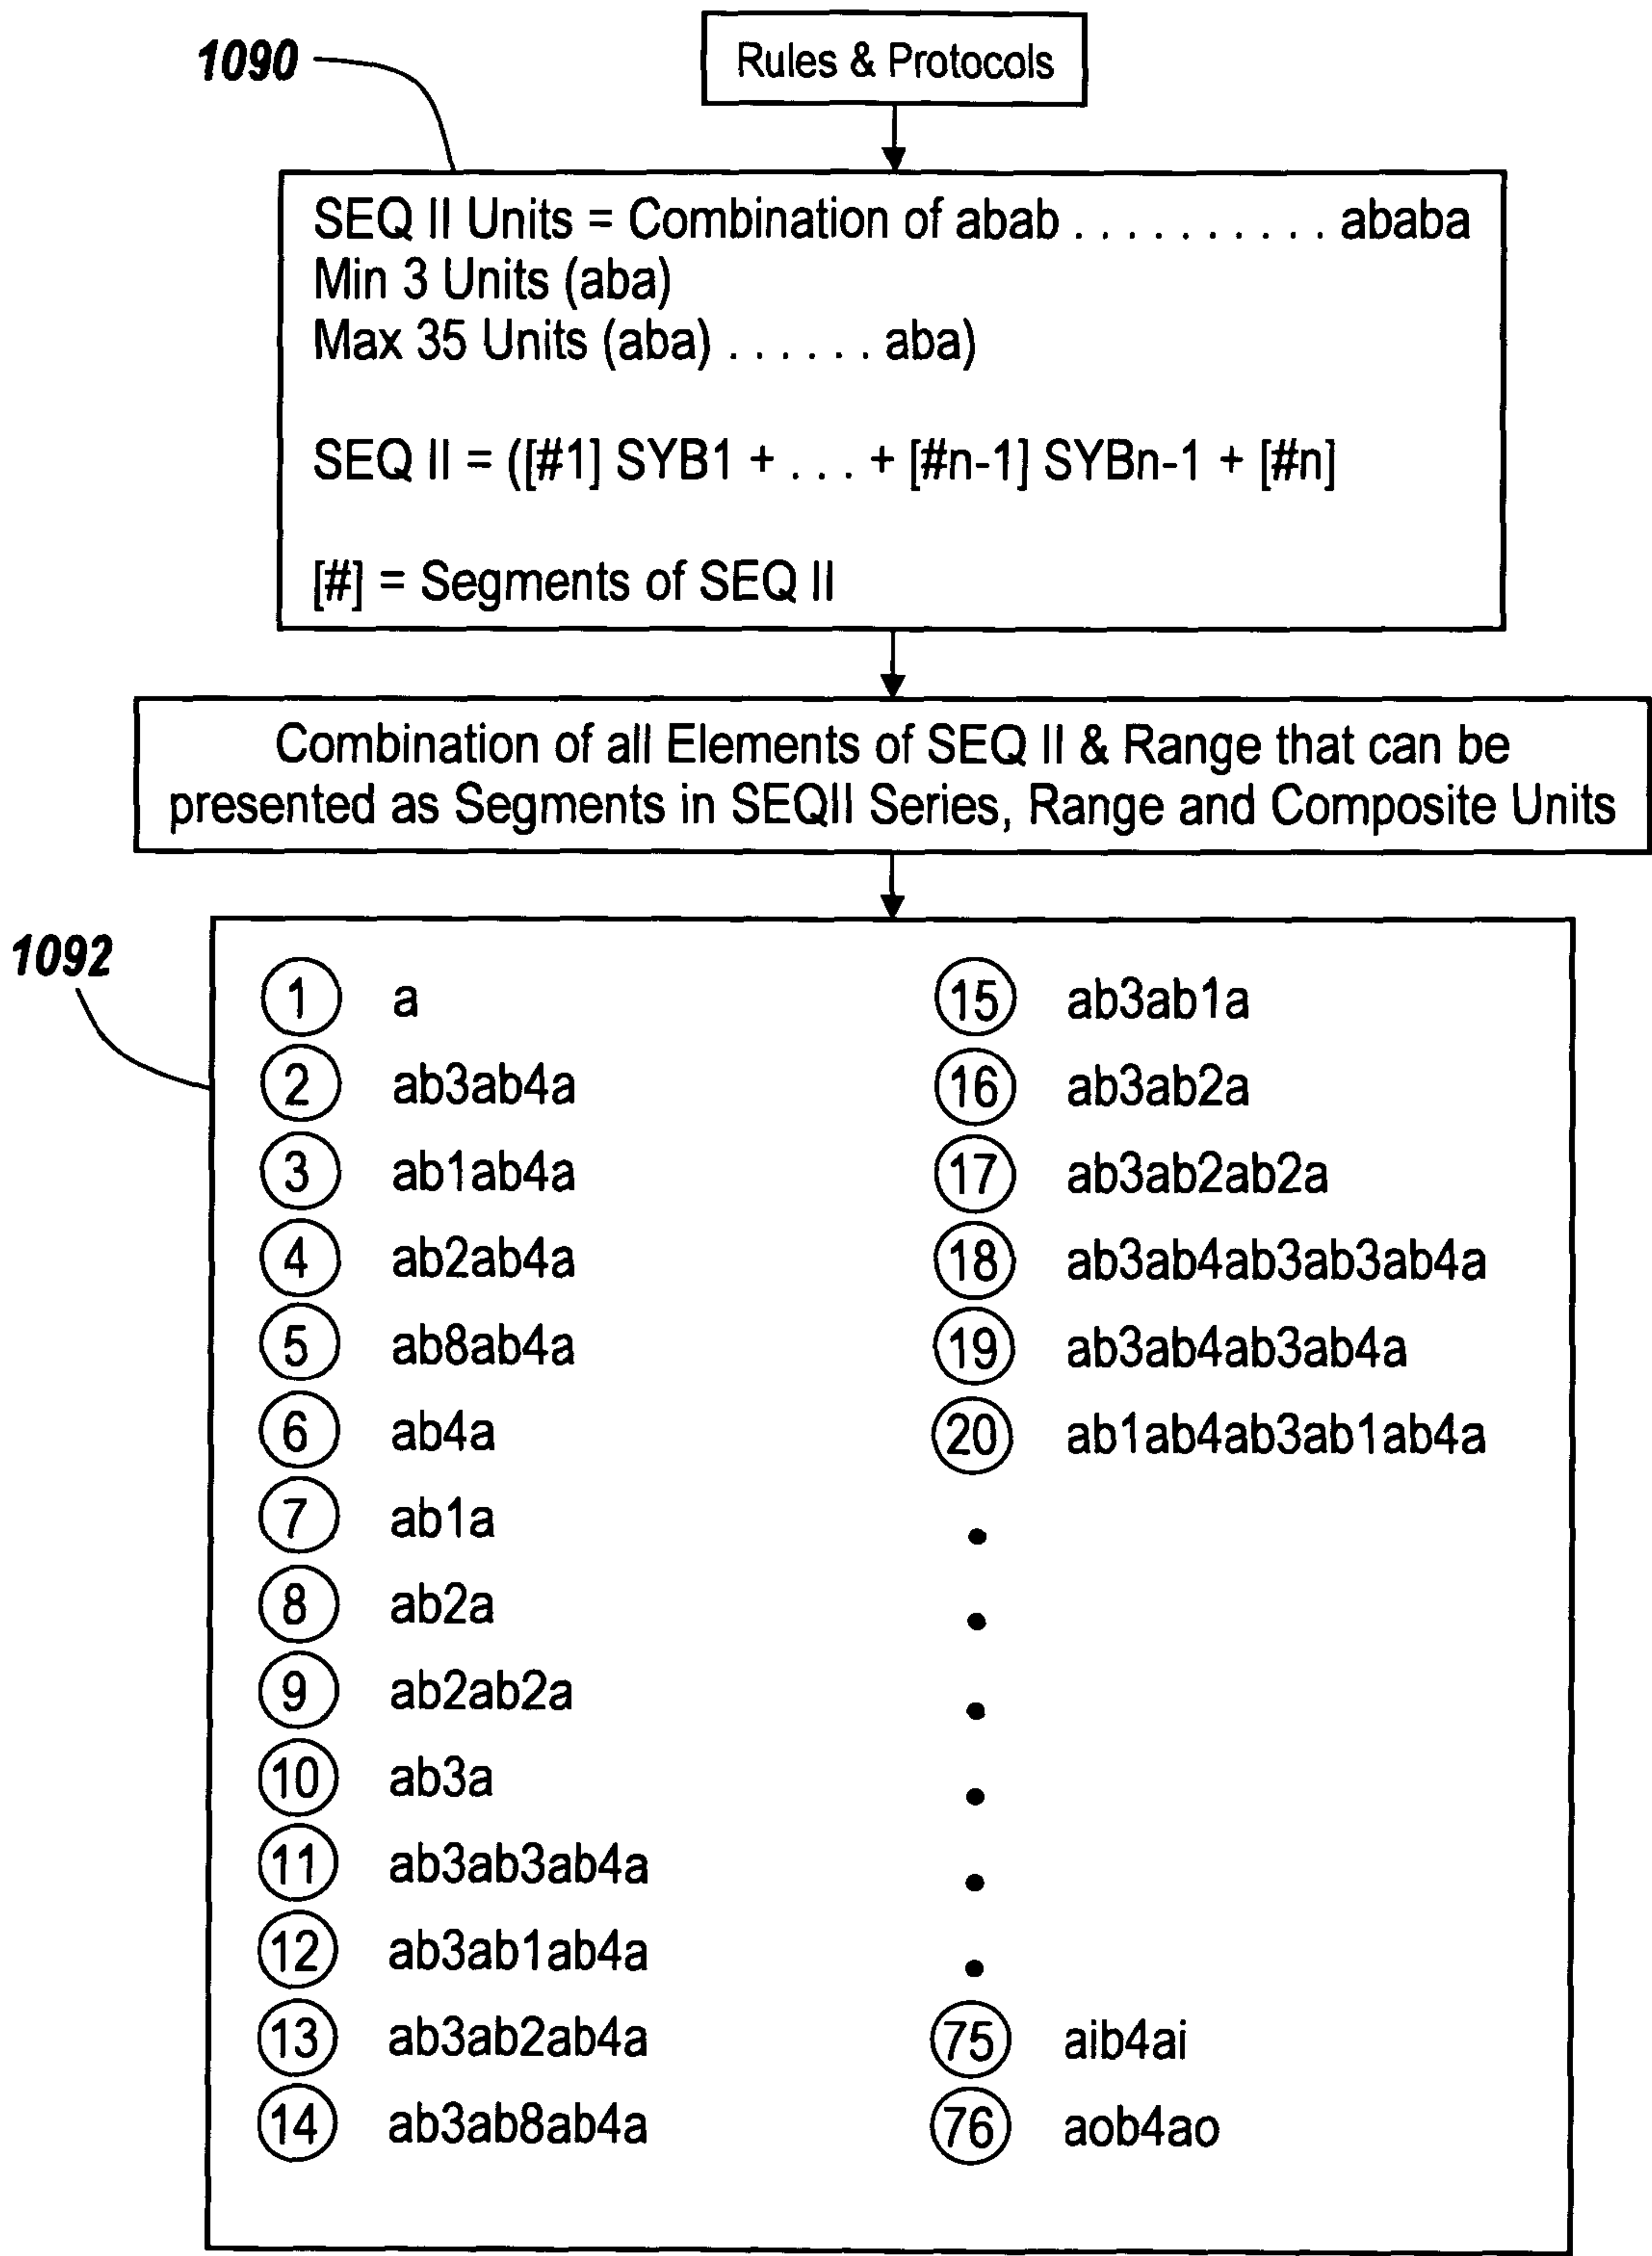 1090
Rules & Protocols
SEQ II Units = Combination of abab . . . . . . . . . . ababa
Min 3 Units (aba)
Max 35 Units (aba) . . . . . . aba)
SEQ II = ([#1] SYB1 + . . . + [#n-1] SYBn-1 + [#n]
[#] = Segments of SEQ II
Combination of all Elements of SEQ II & Range that can be
presented as Segments in SEQII Series, Range and Composite Units
1092
1 a
2 ab3ab4a
3 ab1ab4a
4 ab2ab4a
5 ab8ab4a
6 ab4a
7 ab1a
8 ab2a
9 ab2ab2a
10 ab3a
11 ab3ab3ab4a
12 ab3ab1ab4a
13 ab3ab2ab4a
14 ab3ab8ab4a
15 ab3ab1a
16 ab3ab2a
17 ab3ab2ab2a
18 ab3ab4ab3ab3ab4a
19 ab3ab4ab3ab4a
20 ab1ab4ab3ab1ab4a
75 aib4ai
76 aob4ao